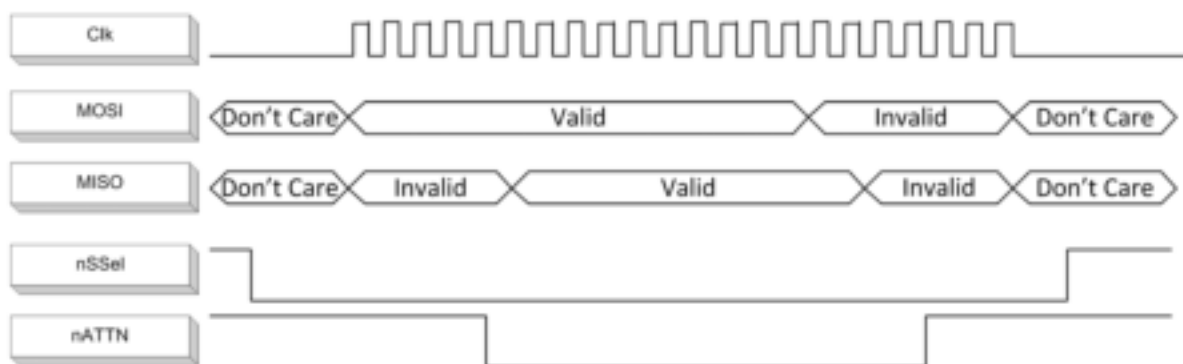 Clk
MOSI
Don't Care Valid Invalid Don't Care
MISO
Don't Care Invalid Valid Invalid Don't Care
nSSel
nATTN